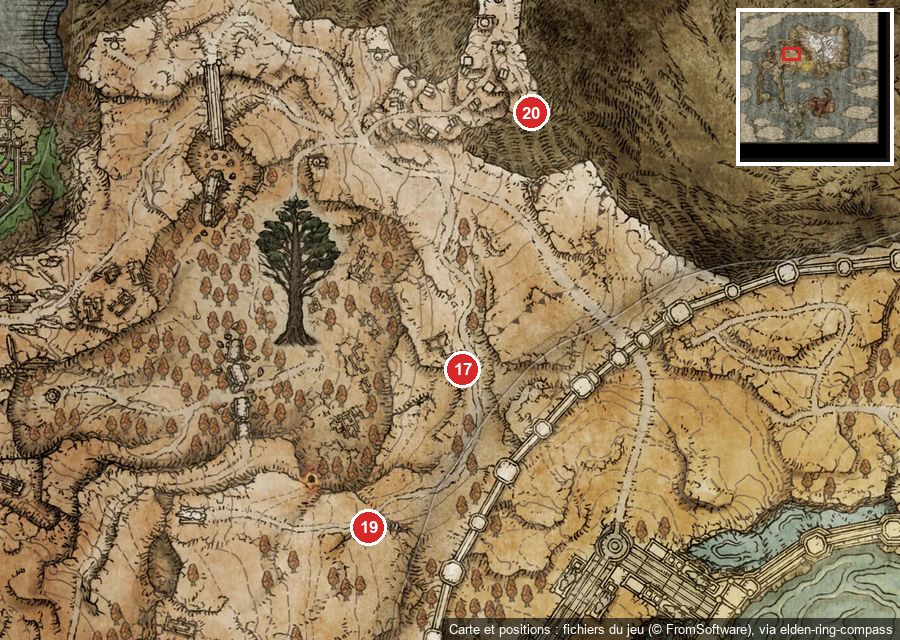 20
17
19
Carte et positions : fichiers du jeu (© FromSoftware), via elden-ring-compass